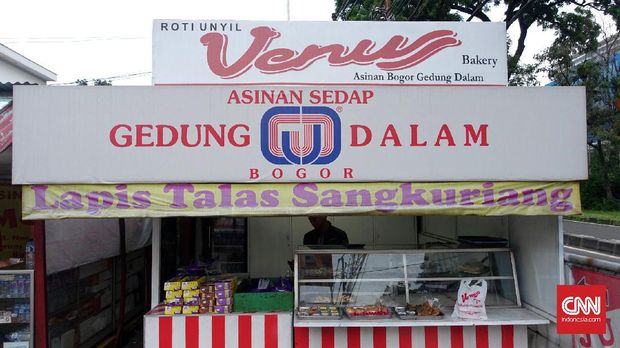 ROTI UNYIL
Venus
Bakery
Asinan Bogor Gedung Dalam
ASINAN SEDAP
GEDUNG DALAM
®
BOGOR
Lapis Talas Sangkuriang
Venus
CNN
Indonesia.com